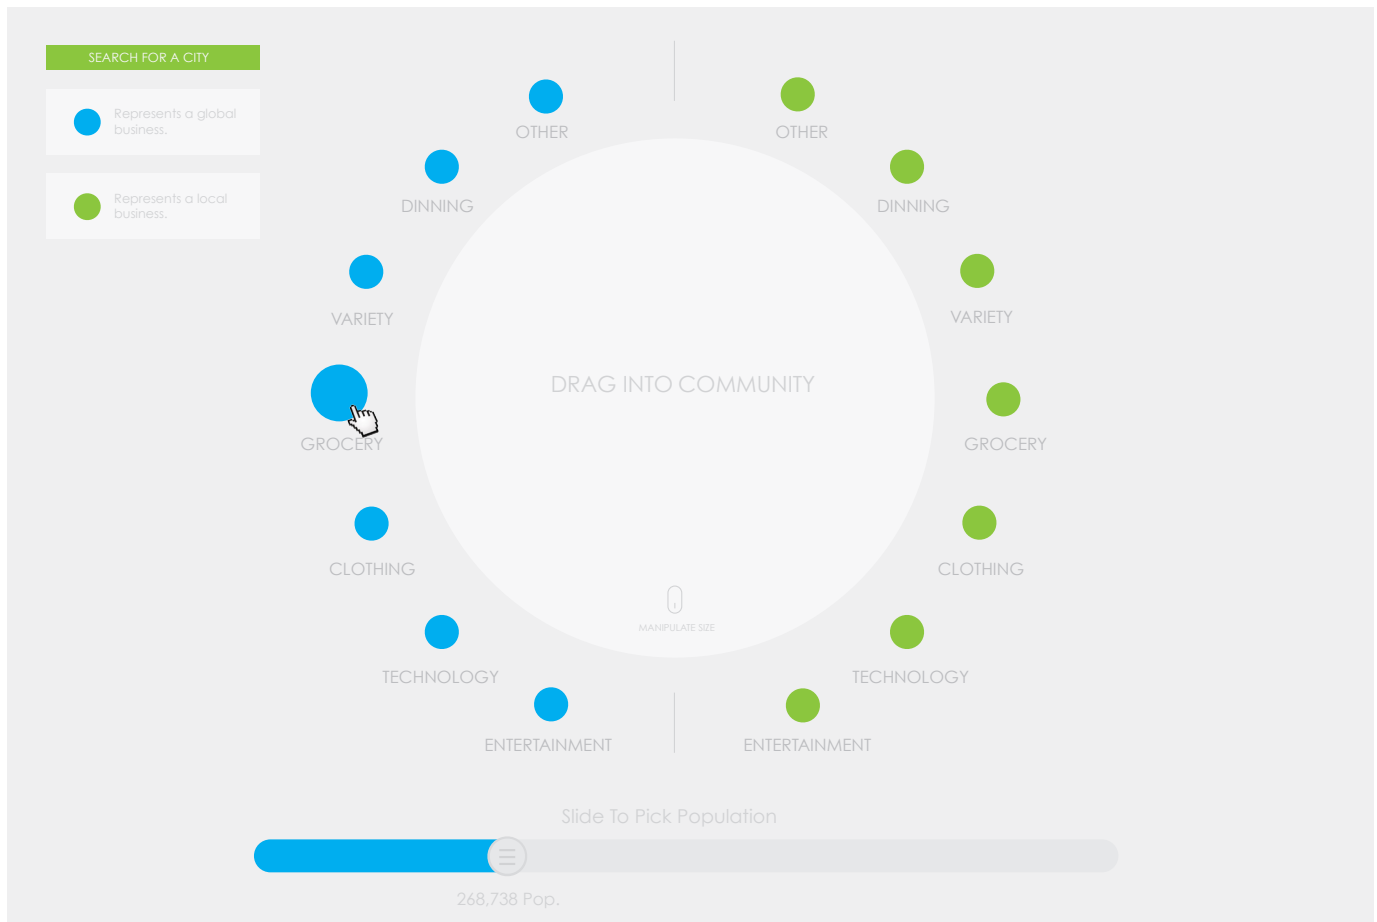 SEARCH FOR A CITY
Represents a global
business.
Represents a local
business.
OTHER
OTHER
DINNING
DINNING
VARIETY
VARIETY
DRAG INTO COMMUNITY
GROCERY
GROCERY
CLOTHING
CLOTHING
MANIPULATE SIZE
TECHNOLOGY
TECHNOLOGY
ENTERTAINMENT
ENTERTAINMENT
Slide To Pick Population
268,738 Pop.